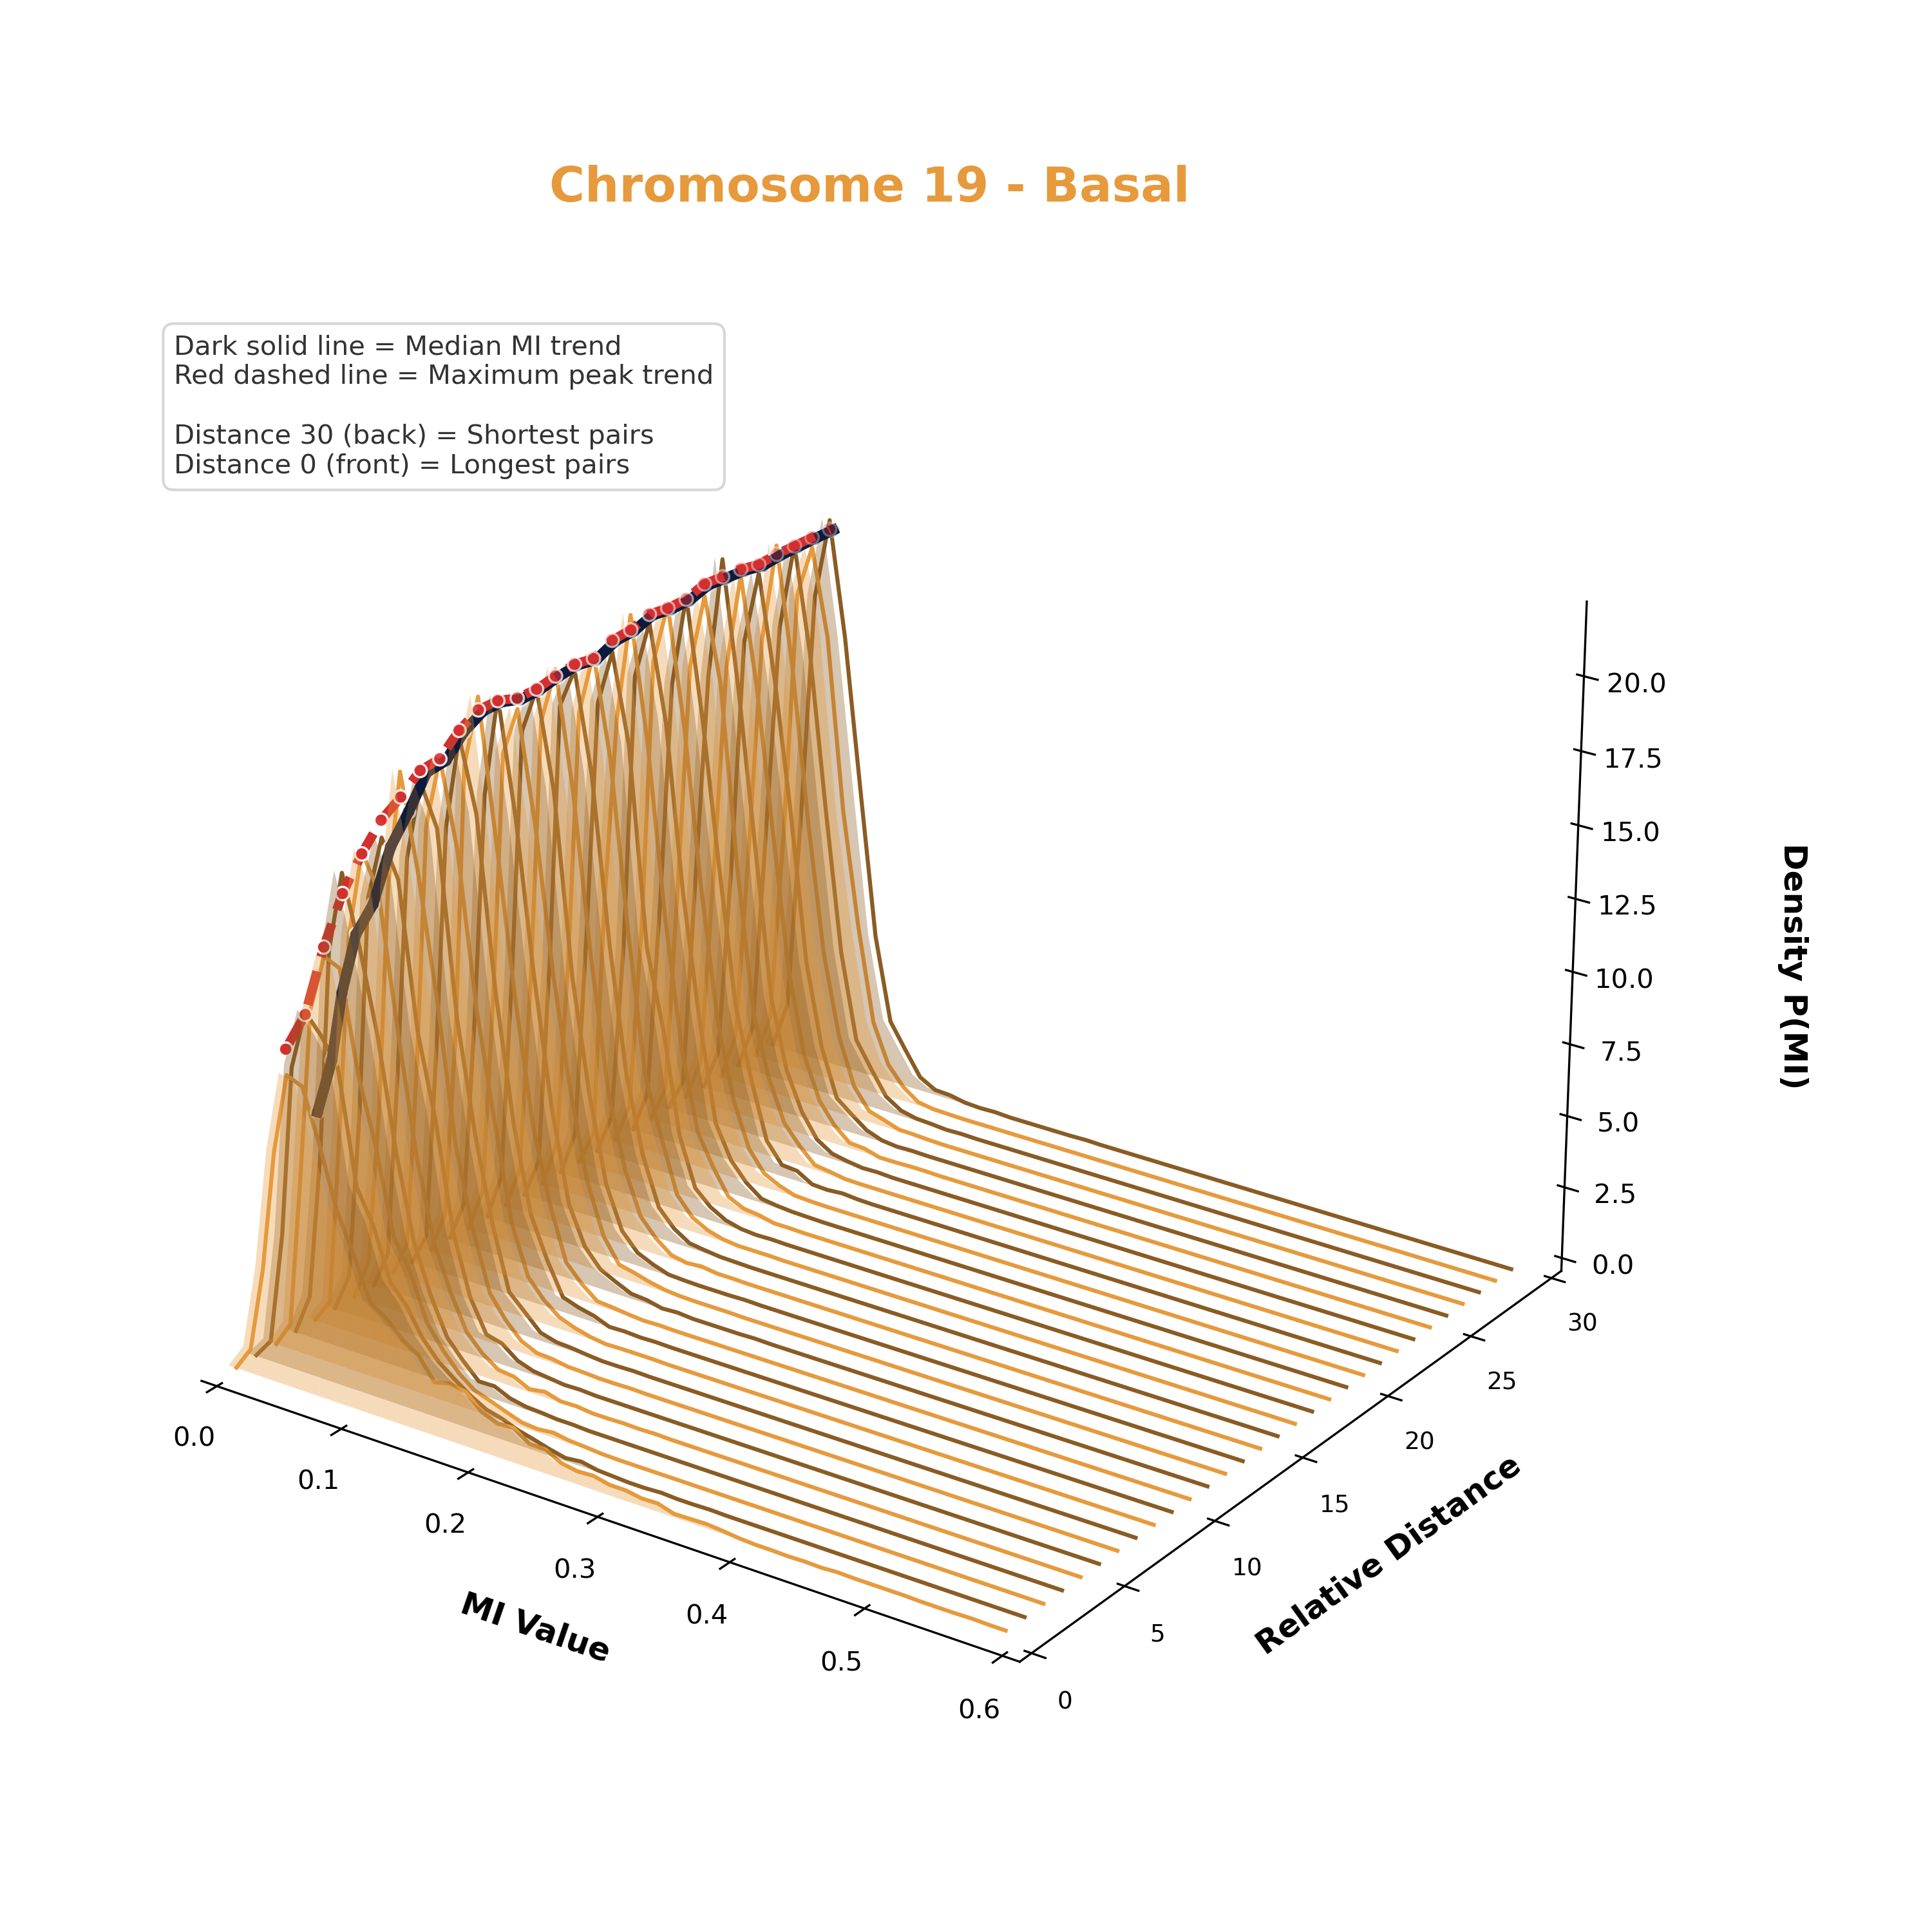 Chromosome 19 - Basal
Dark solid line = Median MI trend
Red dashed line = Maximum peak trend
Distance 30 (back) = Shortest pairs
Distance 0 (front) = Longest pairs
20.0
17.5
15.0
12.5
10.0
7.5
5.0
2.5
0.0
Density P(MI)
30
25
20
15
10
5
0
Relative Distance
0.0
0.1
0.2
0.3
0.4
0.5
0.6
MI Value